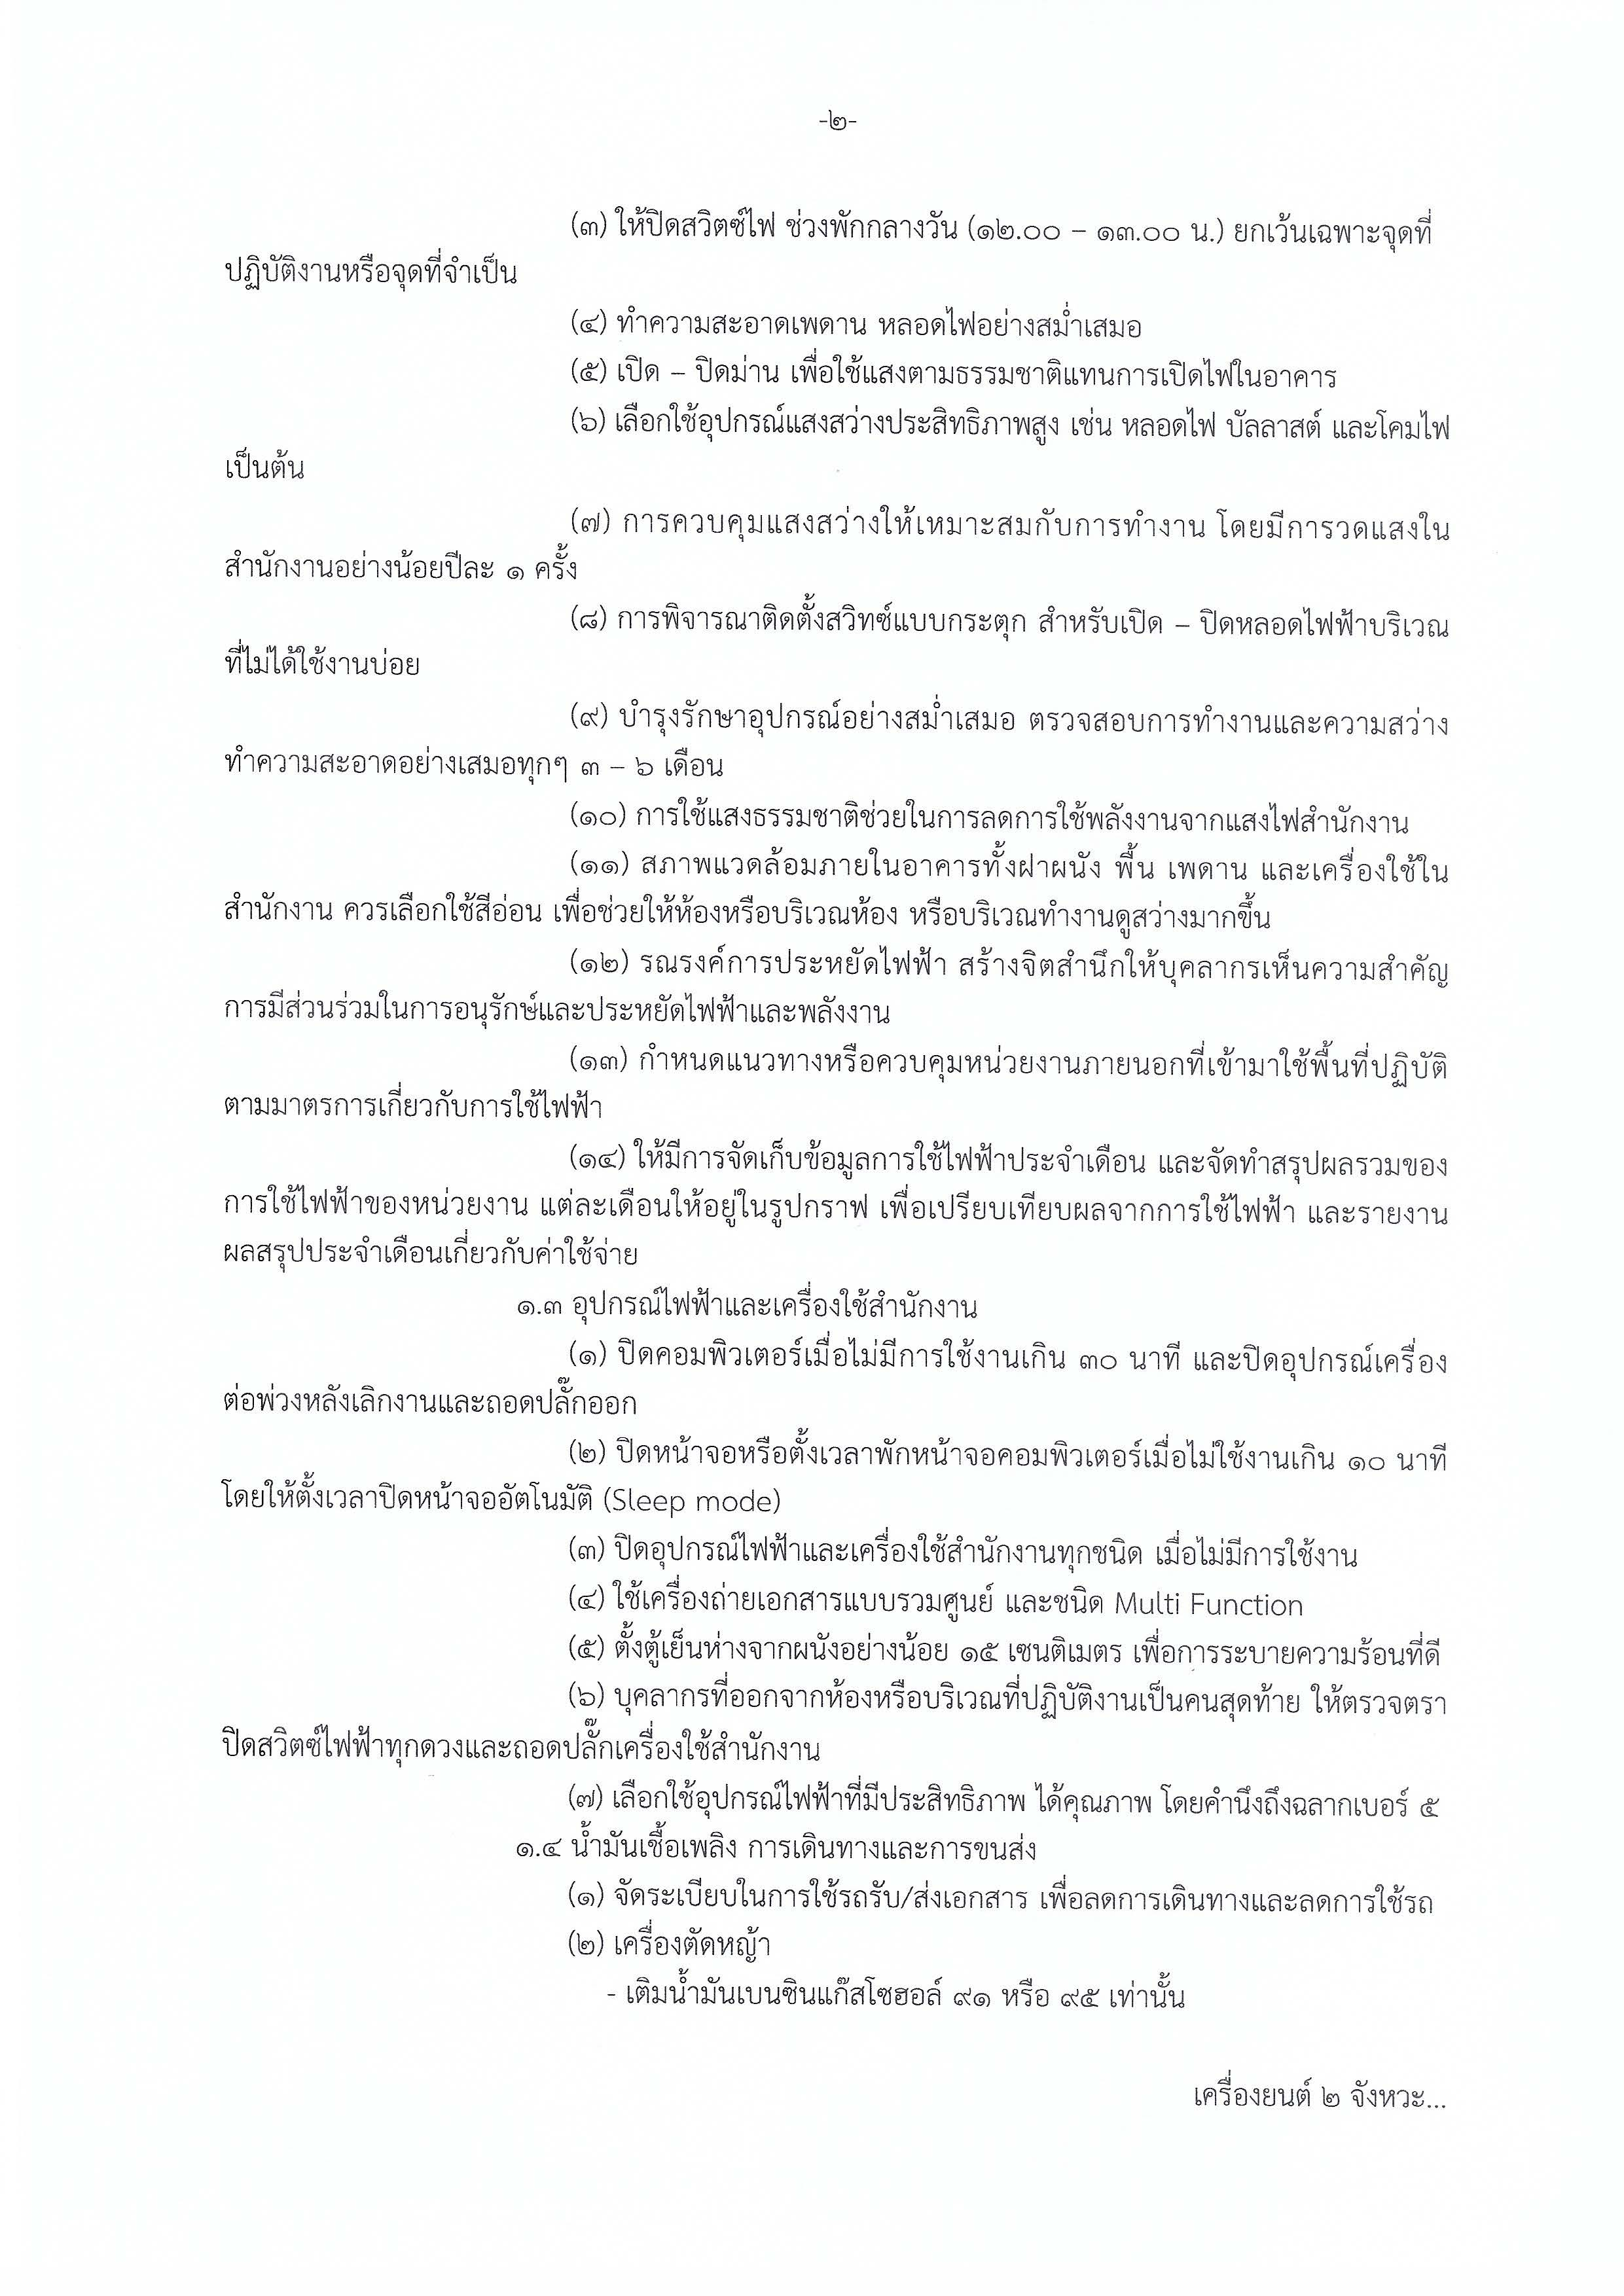 -๒-
(๓) ให้ปิดสวิตซ์ไฟ ช่วงพักกลางวัน (๑๒.๐๐ – ๑๓.๐๐ น.) ยกเว้นเฉพาะจุดที่
ปฏิบัติงานหรือจุดที่จำเป็น
(๔) ทำความสะอาดเพดาน หลอดไฟอย่างสม่ำเสมอ
(๕) เปิด – ปิดม่าน เพื่อใช้แสงตามธรรมชาติแทนการเปิดไฟในอาคาร
(๖) เลือกใช้อุปกรณ์แสงสว่างประสิทธิภาพสูง เช่น หลอดไฟ บัลลาสต์ และโคมไฟ
เป็นต้น
(๗) การควบคุมแสงสว่างให้เหมาะสมกับการทำงาน โดยมีการวดแสงใน
สำนักงานอย่างน้อยปีละ ๑ ครั้ง
(๘) การพิจารณาติดตั้งสวิทซ์แบบกระตุก สำหรับเปิด – ปิดหลอดไฟฟ้าบริเวณ
ที่ไม่ได้ใช้งานบ่อย
(๙) บำรุงรักษาอุปกรณ์อย่างสม่ำเสมอ ตรวจสอบการทำงานและความสว่าง
ทำความสะอาดอย่างเสมอทุกๆ ๓ – ๖ เดือน
(๑๐) การใช้แสงธรรมชาติช่วยในการลดการใช้พลังงานจากแสงไฟสำนักงาน
(๑๑) สภาพแวดล้อมภายในอาคารทั้งฝาผนัง พื้น เพดาน และเครื่องใช้ใน
สำนักงาน ควรเลือกใช้สีอ่อน เพื่อช่วยให้ห้องหรือบริเวณห้อง หรือบริเวณทำงานดูสว่างมากขึ้น
(๑๒) รณรงค์การประหยัดไฟฟ้า สร้างจิตสำนึกให้บุคลากรเห็นความสำคัญ
การมีส่วนร่วมในการอนุรักษ์และประหยัดไฟฟ้าและพลังงาน
(๑๓) กำหนดแนวทางหรือควบคุมหน่วยงานภายนอกที่เข้ามาใช้พื้นที่ปฏิบัติ
ตามมาตรการเกี่ยวกับการใช้ไฟฟ้า
(๑๔) ให้มีการจัดเก็บข้อมูลการใช้ไฟฟ้าประจำเดือน และจัดทำสรุปผลรวมของ
การใช้ไฟฟ้าของหน่วยงาน แต่ละเดือนให้อยู่ในรูปกราฟ เพื่อเปรียบเทียบผลจากการใช้ไฟฟ้า และรายงาน
ผลสรุปประจำเดือนเกี่ยวกับค่าใช้จ่าย
๑.๓ อุปกรณ์ไฟฟ้าและเครื่องใช้สำนักงาน
(๑) ปิดคอมพิวเตอร์เมื่อไม่มีการใช้งานเกิน ๓๐ นาที และปิดอุปกรณ์เครื่อง
ต่อพ่วงหลังเลิกงานและถอดปลั๊กออก
(๒) ปิดหน้าจอหรือตั้งเวลาพักหน้าจอคอมพิวเตอร์เมื่อไม่ใช้งานเกิน ๑๐ นาที
โดยให้ตั้งเวลาปิดหน้าจออัตโนมัติ (Sleep mode)
(๓) ปิดอุปกรณ์ไฟฟ้าและเครื่องใช้สำนักงานทุกชนิด เมื่อไม่มีการใช้งาน
(๔) ใช้เครื่องถ่ายเอกสารแบบรวมศูนย์ และชนิด Multi Function
(๕) ตั้งตู้เย็นห่างจากผนังอย่างน้อย ๑๕ เซนติเมตร เพื่อการระบายความร้อนที่ดี
(๖) บุคลากรที่ออกจากห้องหรือบริเวณที่ปฏิบัติงานเป็นคนสุดท้าย ให้ตรวจตรา
ปิดสวิตซ์ไฟฟ้าทุกดวงและถอดปลั๊กเครื่องใช้สำนักงาน
(๗) เลือกใช้อุปกรณ์ไฟฟ้าที่มีประสิทธิภาพ ได้คุณภาพ โดยคำนึงถึงฉลากเบอร์ ๕
๑.๔ น้ำมันเชื้อเพลิง การเดินทางและการขนส่ง
(๑) จัดระเบียบในการใช้รถรับ/ส่งเอกสาร เพื่อลดการเดินทางและลดการใช้รถ
(๒) เครื่องตัดหญ้า
- เติมน้ำมันเบนซินแก๊สโซฮอล์ ๙๑ หรือ ๙๕ เท่านั้น
เครื่องยนต์ ๒ จังหวะ...